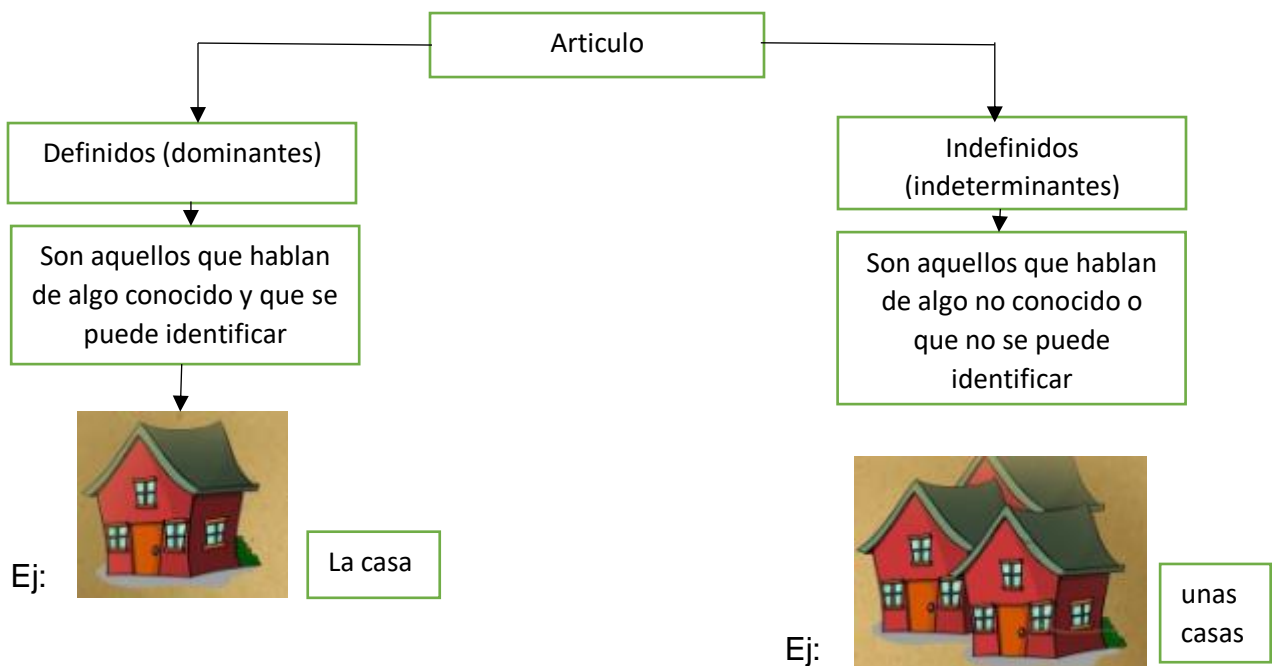 Articulo
Definidos (dominantes)
Son aquellos que hablan
de algo conocido y que se
puede identificar
Ej:
La casa
Indefinidos
(indeterminantes)
Son aquellos que hablan
de algo no conocido o
que no se puede
identificar
Ej:
unas
casas